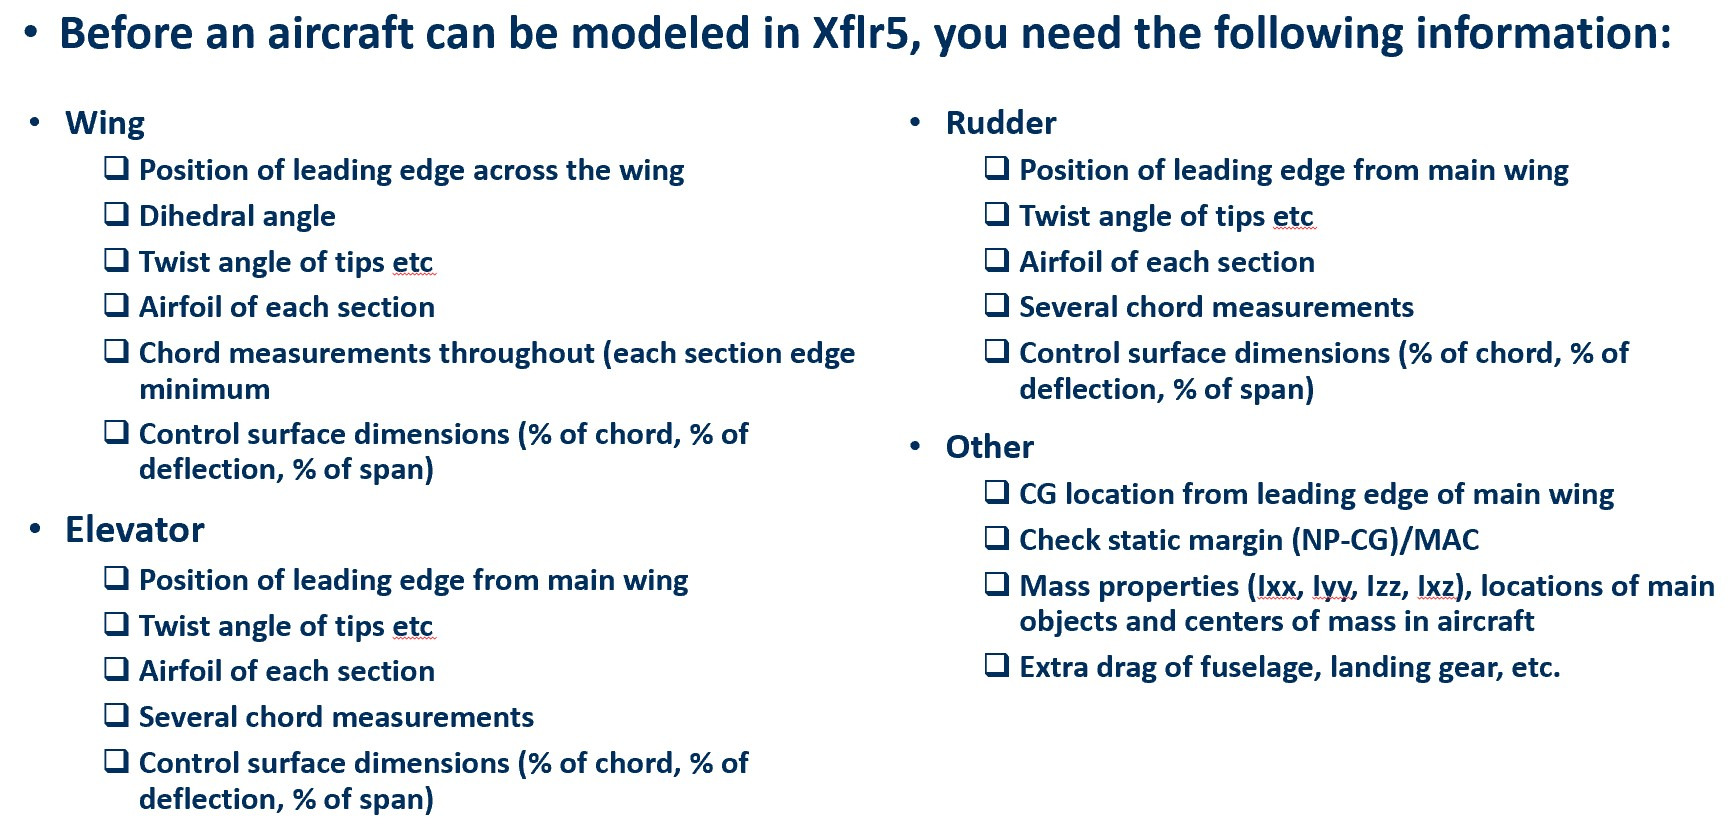 • Before an aircraft can be modeled in Xflr5, you need the following information:
• Wing
❑ Position of leading edge across the wing
❑ Dihedral angle
❑ Twist angle of tips etc
❑ Airfoil of each section
❑ Chord measurements throughout (each section edge
minimum
❑ Control surface dimensions (% of chord, % of
deflection, % of span)
• Elevator
❑ Position of leading edge from main wing
❑ Twist angle of tips etc
❑ Airfoil of each section
❑ Several chord measurements
❑ Control surface dimensions (% of chord, % of
deflection, % of span)
• Rudder
❑ Position of leading edge from main wing
❑ Twist angle of tips etc
❑ Airfoil of each section
❑ Several chord measurements
❑ Control surface dimensions (% of chord, % of
deflection, % of span)
• Other
❑ CG location from leading edge of main wing
❑ Check static margin (NP-CG)/MAC
❑ Mass properties (Ixx, Iyy, Izz, Ixz), locations of main
objects and centers of mass in aircraft
❑ Extra drag of fuselage, landing gear, etc.